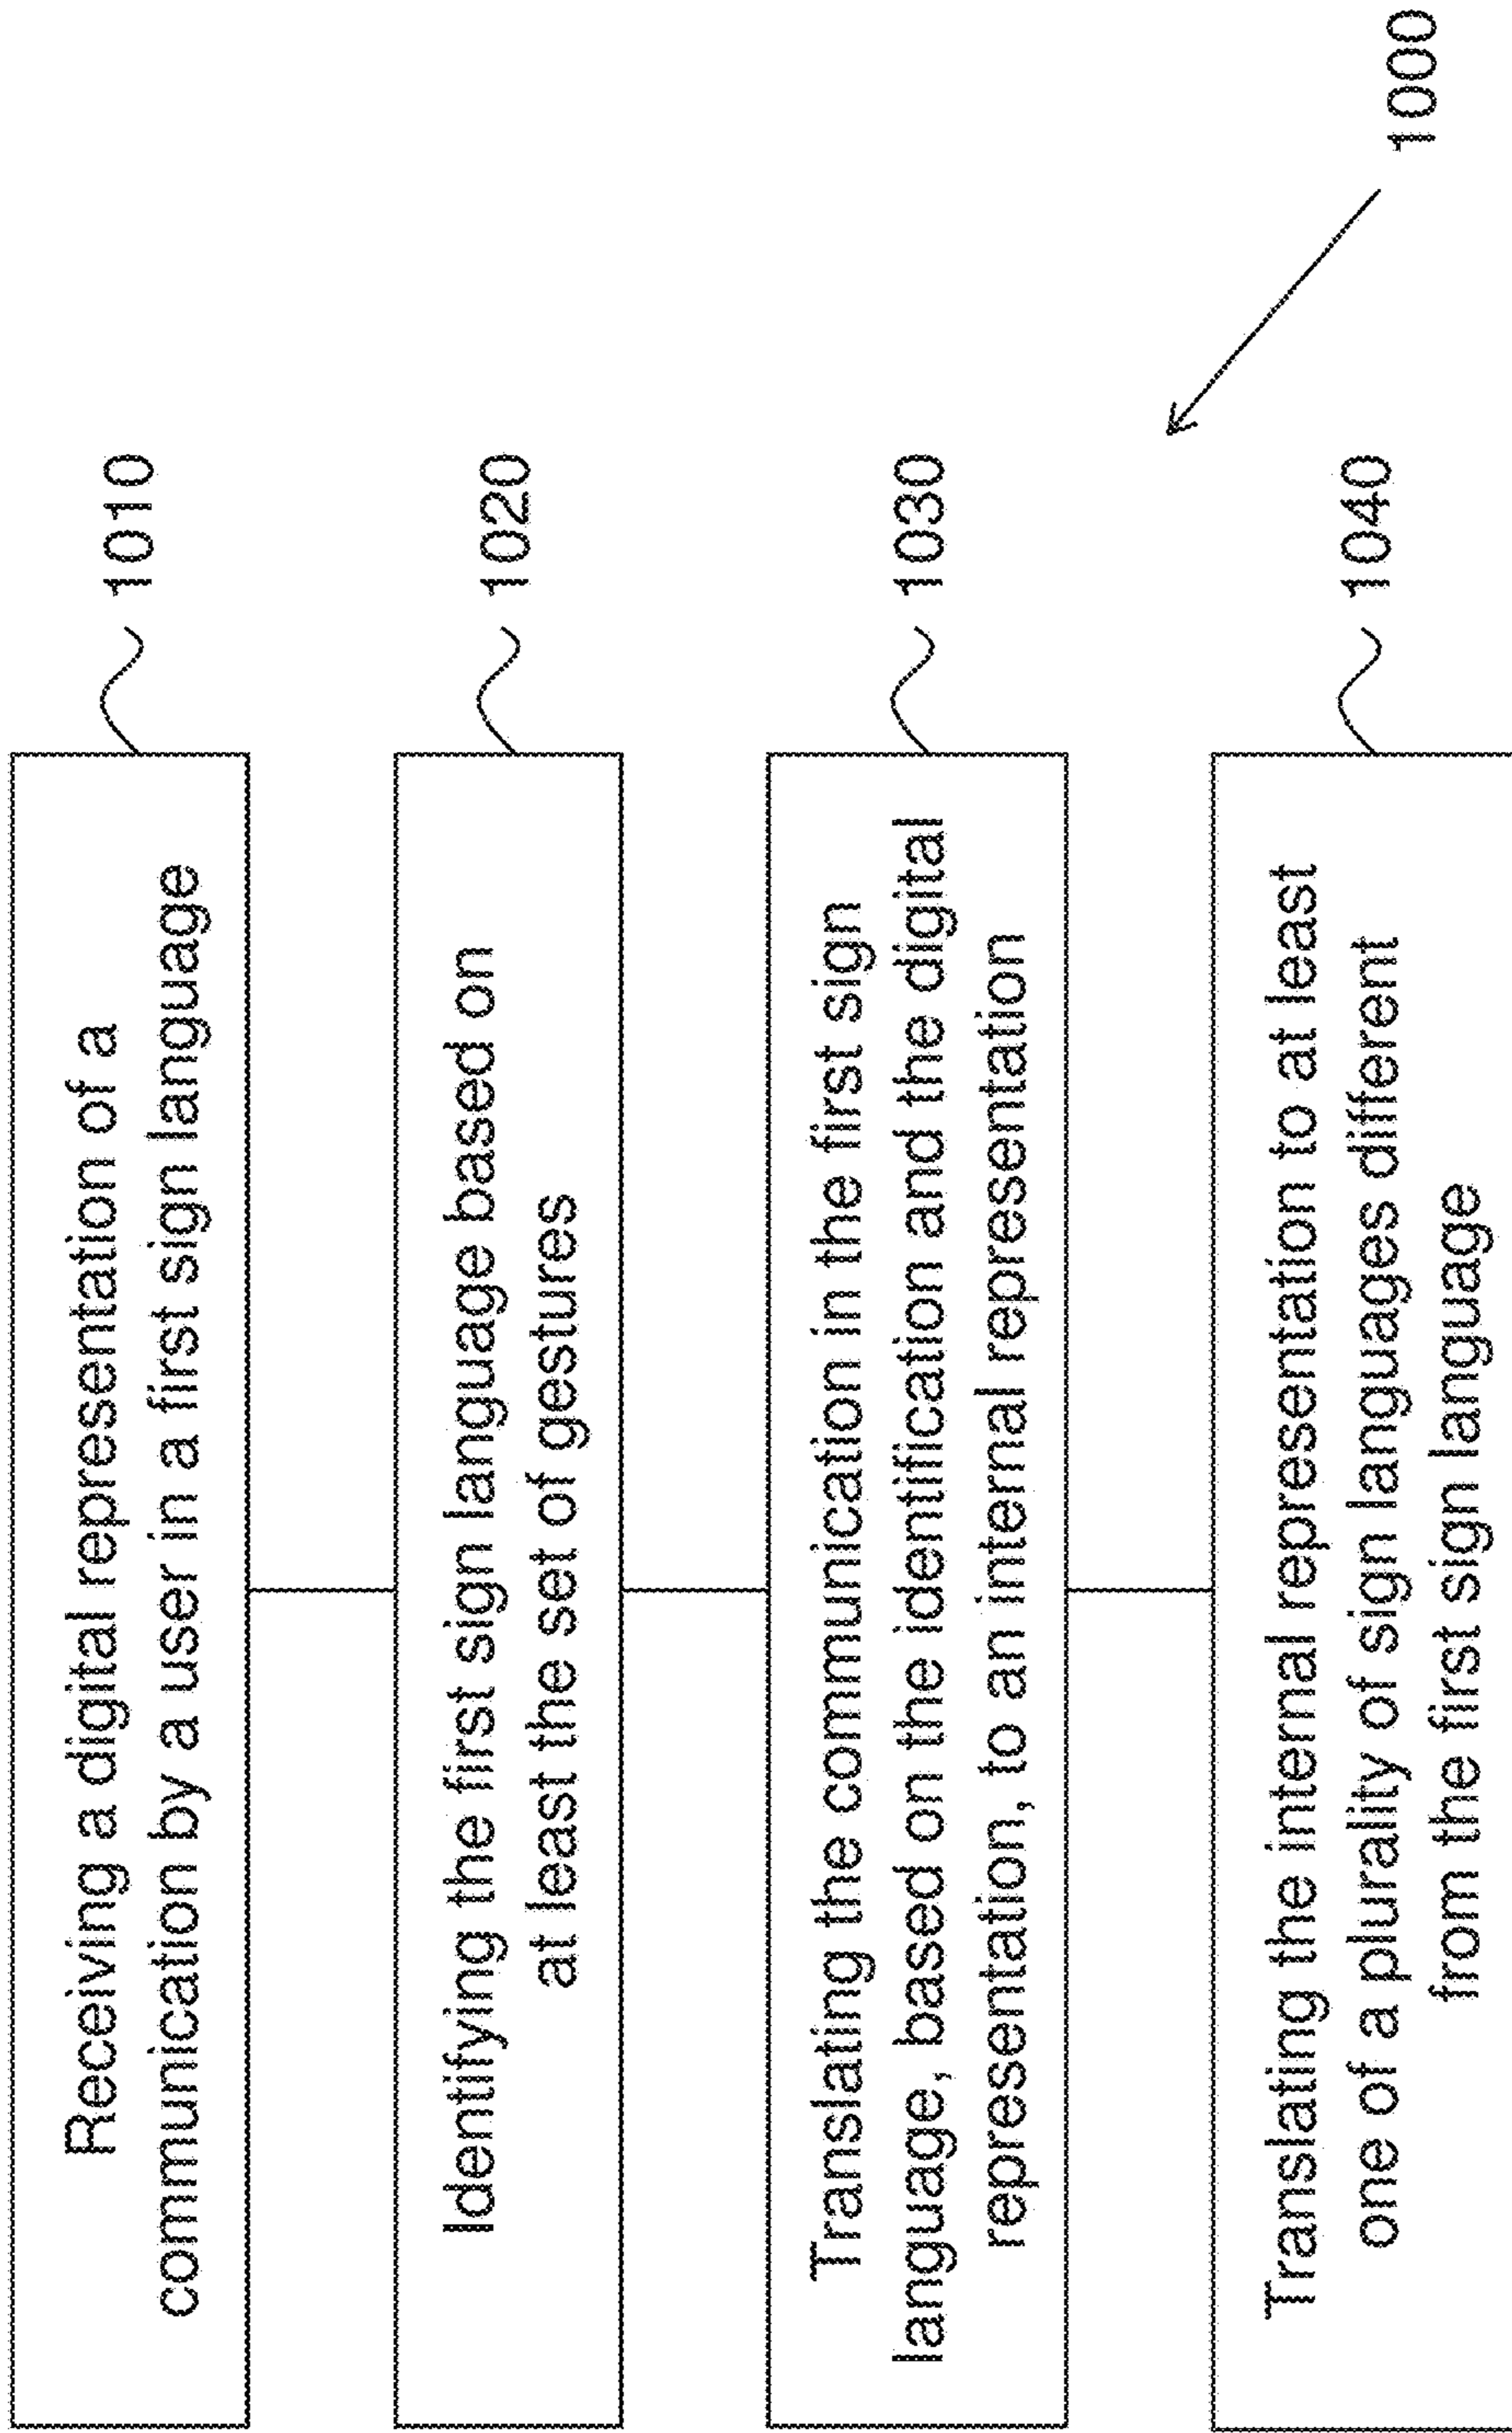 Receiving a digital representation of a
communication by a user in a first sign language
1010
Identifying the first sign language based on
at least the set of gestures
1020
Translating the communication in the first sign
language, based on the identification and the digital
representation, to an internal representation
1030
Translating the internal representation to at least
one of a plurality of sign languages different
from the first sign language
1040
1000